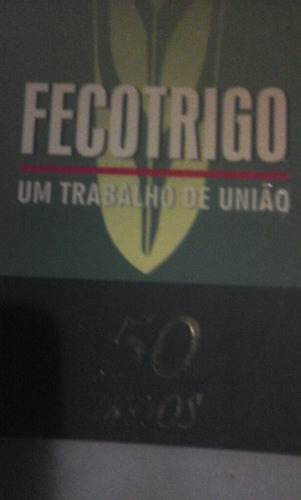 FECOTRIGO
UM TRABALHO DE UNIÃO
50
anos